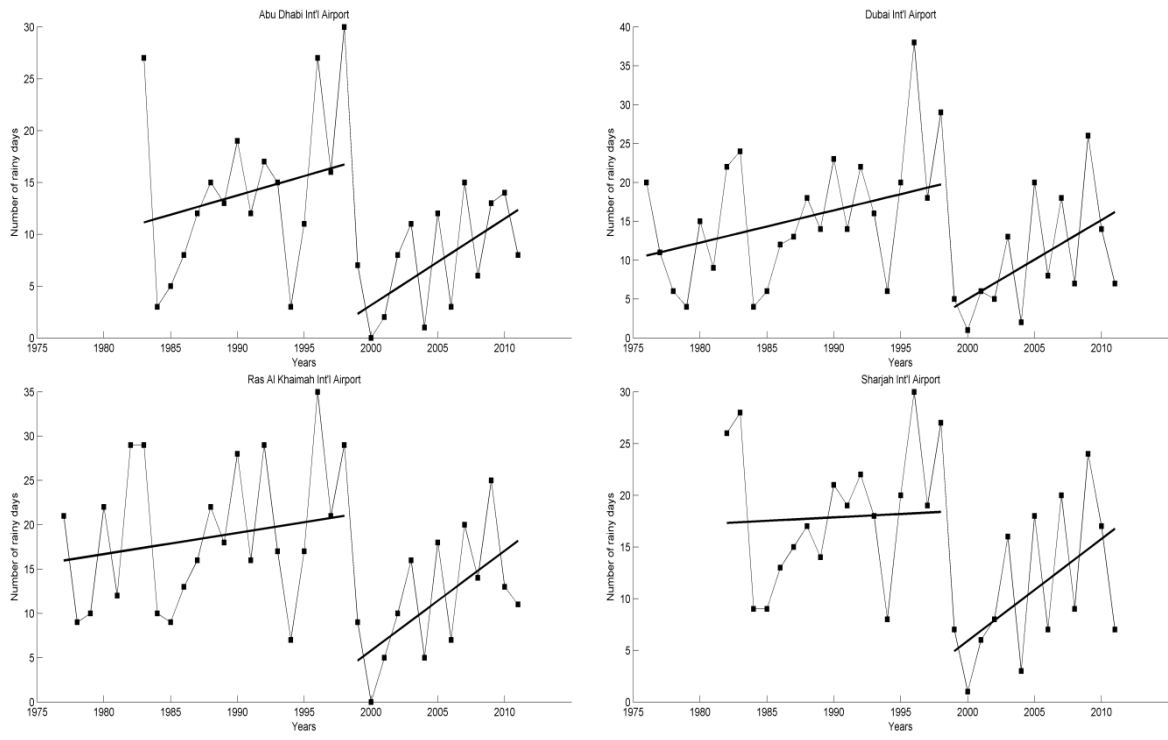 Abu Dhabi Int'l Airport
30
25
20
15
10
5
0
Number of rainy days
1975 1980 1985 1990 1995 2000 2005 2010
Years
Dubai Int'l Airport
40
35
30
25
20
15
10
5
0
Number of rainy days
1975 1980 1985 1990 1995 2000 2005 2010
Years
Ras Al Khaimah Int'l Airport
35
30
25
20
15
10
5
0
Number of rainy days
1975 1980 1985 1990 1995 2000 2005 2010
Years
Sharjah Int'l Airport
30
25
20
15
10
5
0
Number of rainy days
1975 1980 1985 1990 1995 2000 2005 2010
Years